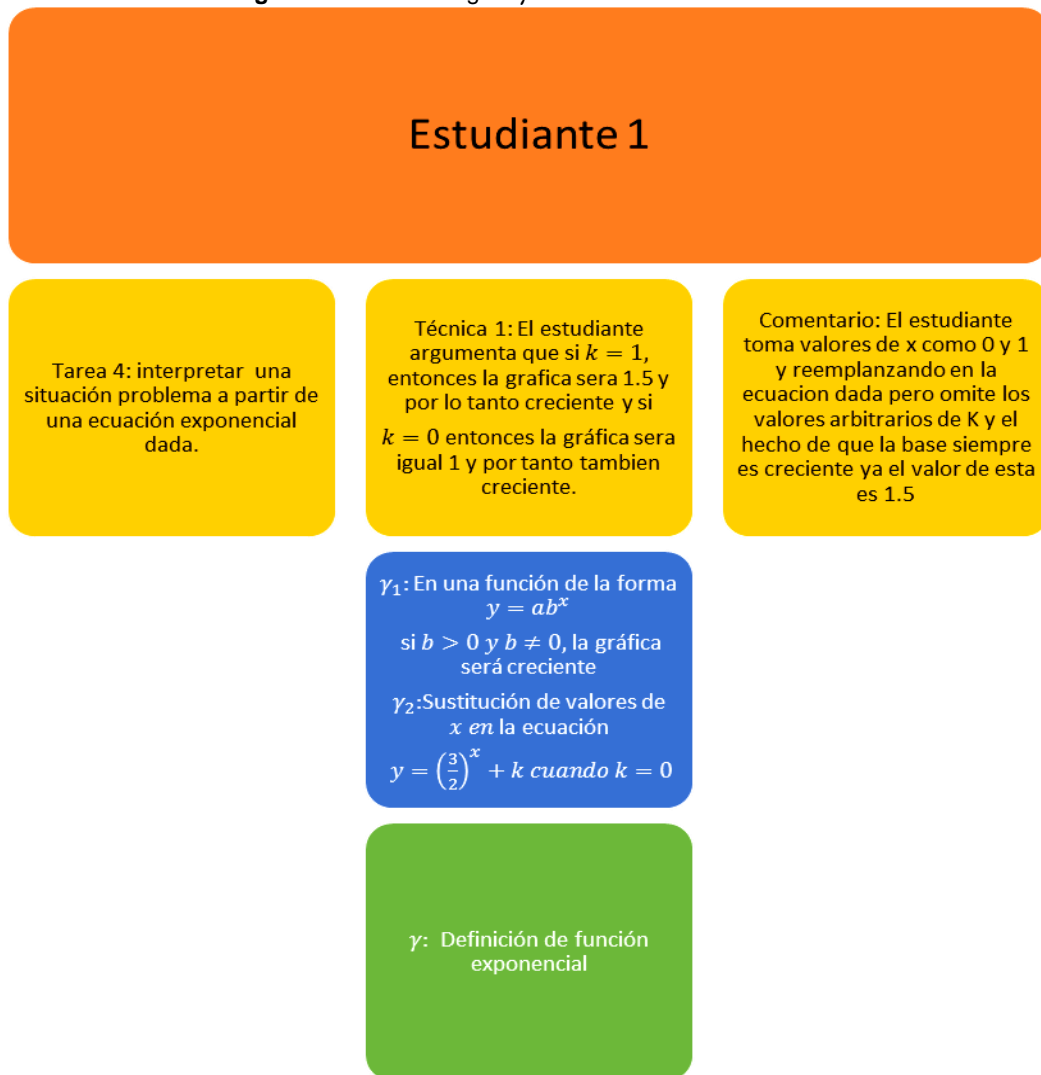 Estudiante 1
Tarea 4: interpretar una
situación problema a partir de
una ecuación exponencial
dada.
Técnica 1: El estudiante
argumenta que si k = 1,
entonces la grafica sera 1.5 y
por lo tanto creciente y si
k = 0 entonces la gráfica sera
igual 1 y por tanto tambien
creciente.
Comentario: El estudiante
toma valores de x como 0 y 1
y reemplanzando en la
ecuacion dada pero omite los
valores arbitrarios de K y el
hecho de que la base siempre
es creciente ya el valor de esta
es 1.5
γ₁: En una función de la forma
y = abˣ
si b > 0 y b ≠ 0, la gráfica
será creciente
γ₂:Sustitución de valores de
x en la ecuación
y = (3/2)ˣ + k cuando k = 0
γ: Definición de función
exponencial